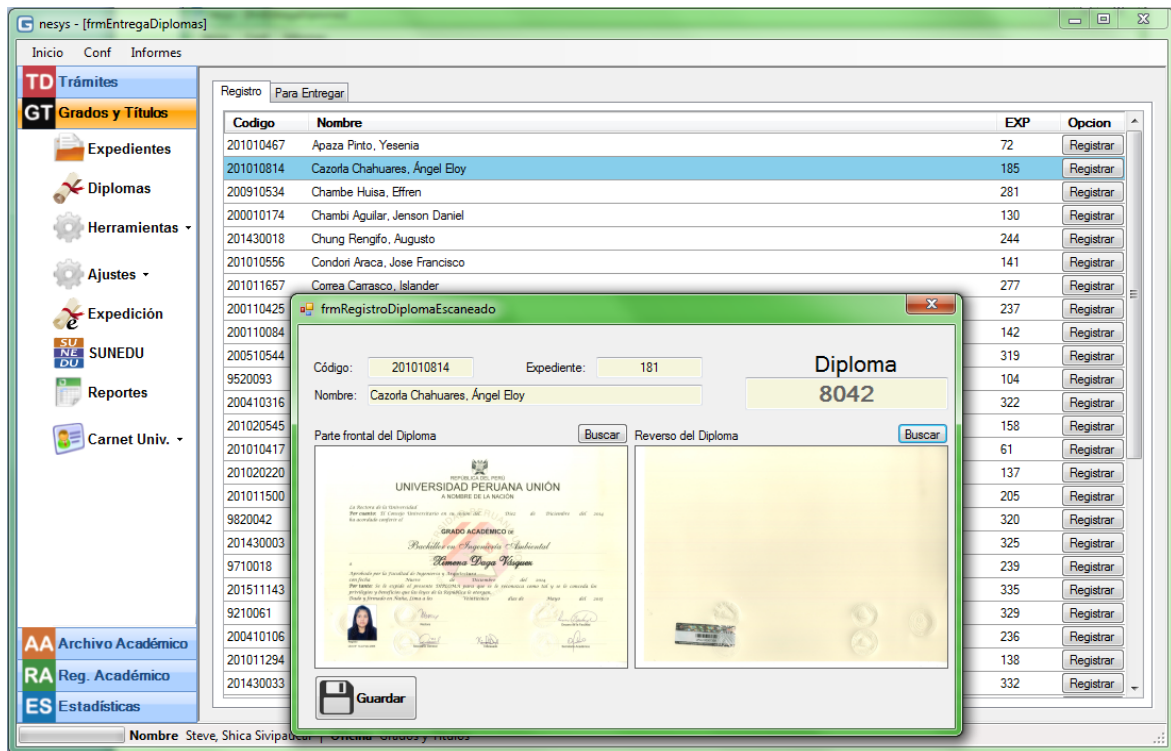 nesys - [frmEntregaDiplomas]
Inicio Conf Informes
TD Trámites
GT Grados y Títulos
Expedientes
Diplomas
Herramientas
Ajustes
Expedición
SU NE DU SUNEDU
Reportes
Carnet Univ.
AA Archivo Académico
RA Reg. Académico
ES Estadísticas
Registro Para Entregar
Codigo Nombre EXP Opcion
201010467 Apaza Pinto, Yesenia 72 Registrar
201010814 Cazorla Chahuares, Ángel Eloy 185 Registrar
200910534 Chambe Huisa, Effren 281 Registrar
200010174 Chambi Aguilar, Jenson Daniel 130 Registrar
201430018 Chung Rengifo, Augusto 244 Registrar
201010556 Condori Araca, Jose Francisco 141 Registrar
201011657 Correa Carrasco, Islander 277 Registrar
200110425 237 Registrar
200110084 142 Registrar
200510544 319 Registrar
9520093 104 Registrar
200410316 322 Registrar
201020545 158 Registrar
201010417 61 Registrar
201020220 137 Registrar
201011500 205 Registrar
9820042 320 Registrar
201430003 325 Registrar
9710018 239 Registrar
201511143 335 Registrar
9210061 329 Registrar
200410106 236 Registrar
201011294 138 Registrar
201430033 332 Registrar
frmRegistroDiplomaEscaneado
Código: 201010814 Expediente: 181 Diploma
Nombre: Cazorla Chahuares, Ángel Eloy 8042
Parte frontal del Diploma Buscar Reverso del Diploma Buscar
REPÚBLICA DEL PERÚ
UNIVERSIDAD PERUANA UNIÓN
A NOMBRE DE LA NACIÓN
GRADO ACADÉMICO DE
Bachiller en Ingeniería Ambiental
Guardar
Nombre Steve, Shica Sivipaucar | Oficina Grados y Titulos